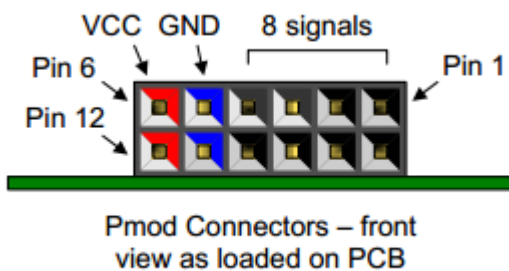 VCC GND
8 signals
Pin 6
Pin 1
Pin 12
Pmod Connectors – front
view as loaded on PCB